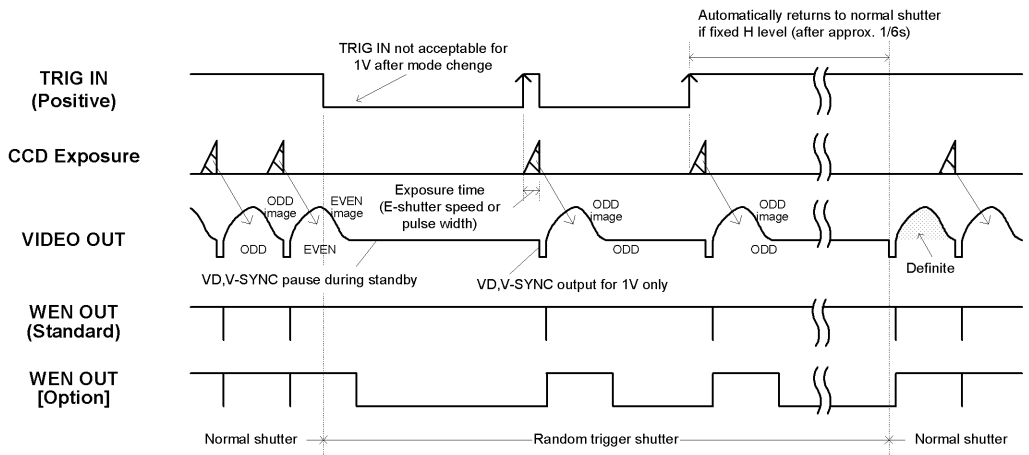 Automatically returns to normal shutter
if fixed H level (after approx. 1/6s)
TRIG IN not acceptable for
1V after mode chenge
TRIG IN
(Positive)
CCD Exposure
Exposure time
(E-shutter speed or
pulse width)
ODD
image
EVEN
image
ODD
image
ODD
image
VIDEO OUT
ODD
EVEN
ODD
ODD
Definite
VD,V-SYNC pause during standby
VD,V-SYNC output for 1V only
WEN OUT
(Standard)
WEN OUT
[Option]
Normal shutter
Random trigger shutter
Normal shutter